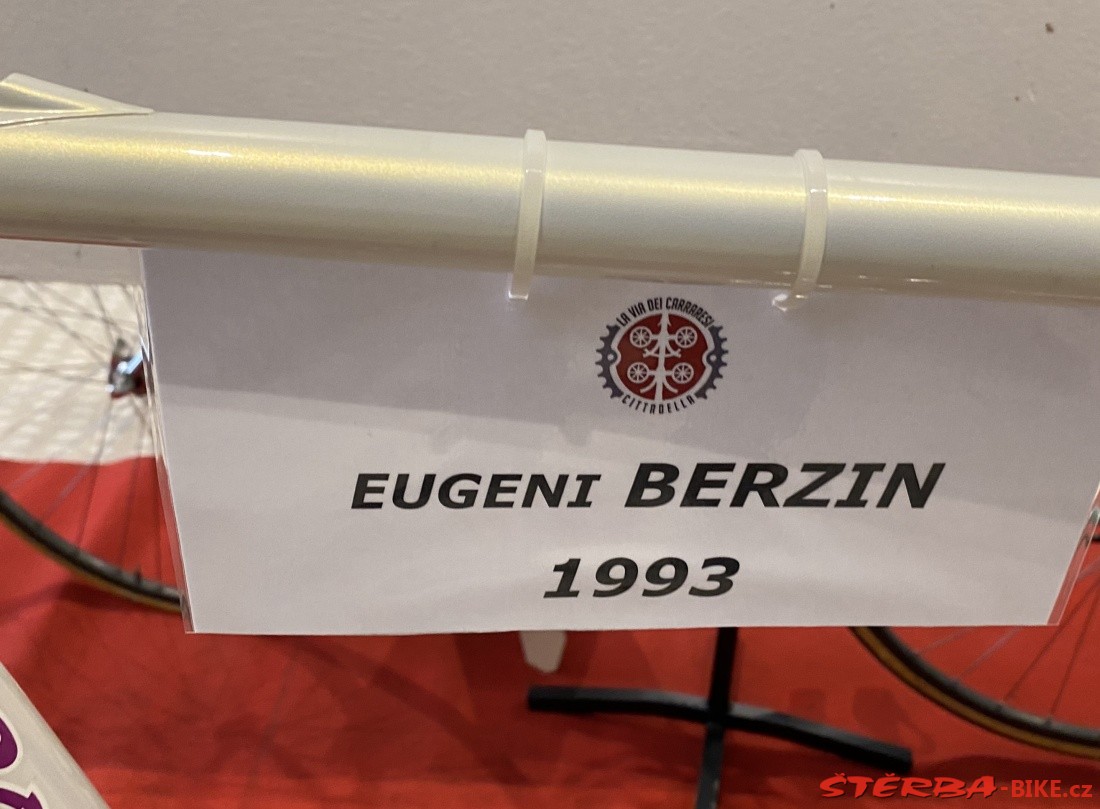 LA VIA DEI CARRARESI
CITTADELLA
EUGENI BERZIN
1993
ŠTĚRBA-BIKE.cz